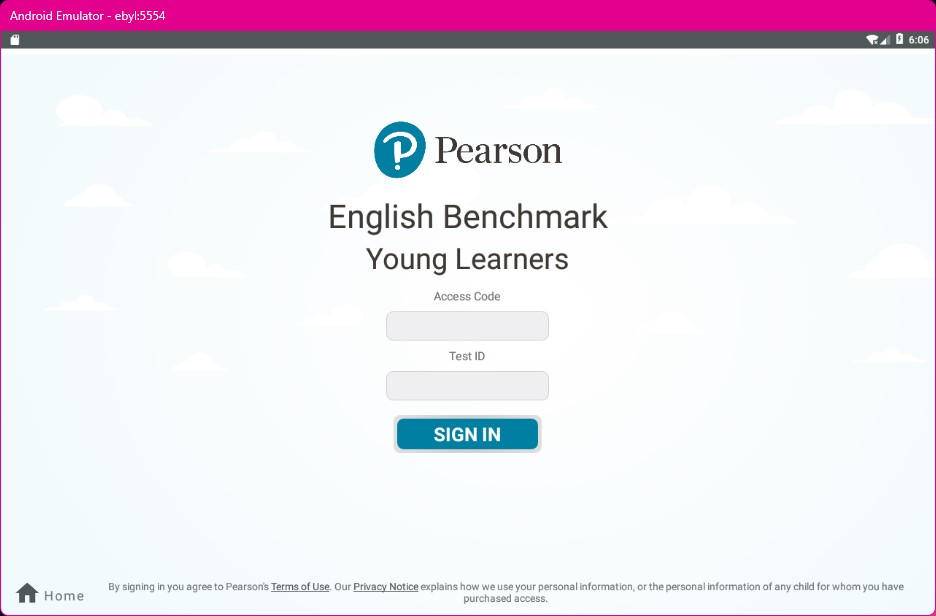 Android Emulator - ebyl:5554
6:06
Pearson
English Benchmark
Young Learners
Access Code
Test ID
SIGN IN
Home
By signing in you agree to Pearson's Terms of Use. Our Privacy Notice explains how we use your personal information, or the personal information of any child for whom you have
purchased access.